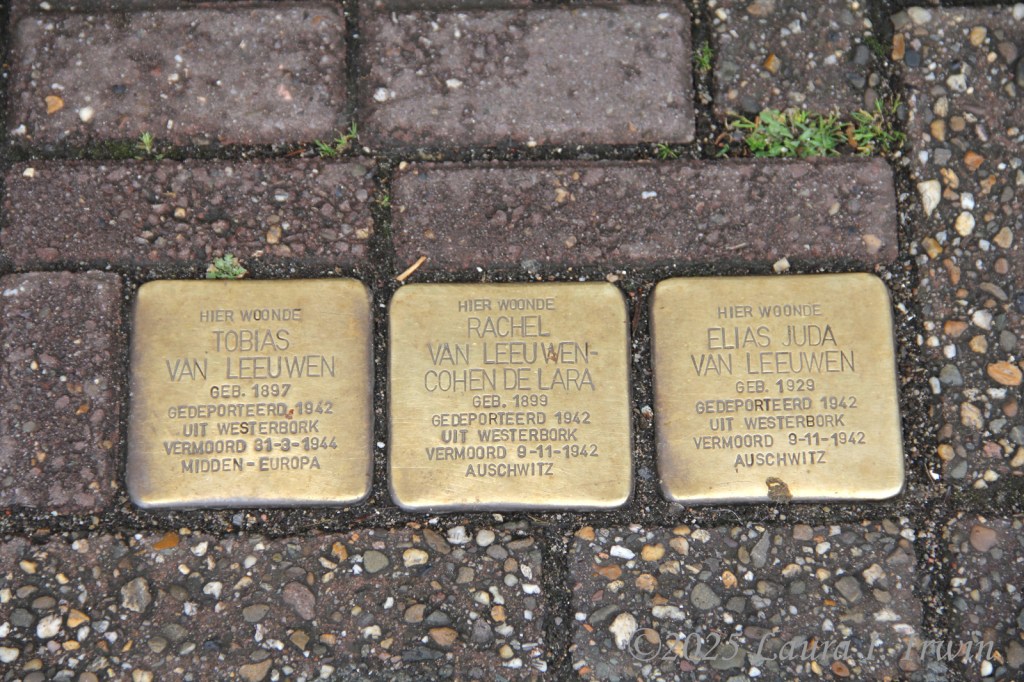 HIER WOONDE
TOBIAS
VAN LEEUWEN
GEB. 1897
GEDEPORTEERD 1942
UIT WESTERBORK
VERMOORD 31-3-1944
MIDDEN-EUROPA
HIER WOONDE
RACHEL
VAN LEEUWEN-
COHEN DE LARA
GEB. 1899
GEDEPORTEERD 1942
UIT WESTERBORK
VERMOORD 9-11-1942
AUSCHWITZ
HIER WOONDE
ELIAS JUDA
VAN LEEUWEN
GEB. 1929
GEDEPORTEERD 1942
UIT WESTERBORK
VERMOORD 9-11-1942
AUSCHWITZ
©2025 Laura F. Irwin